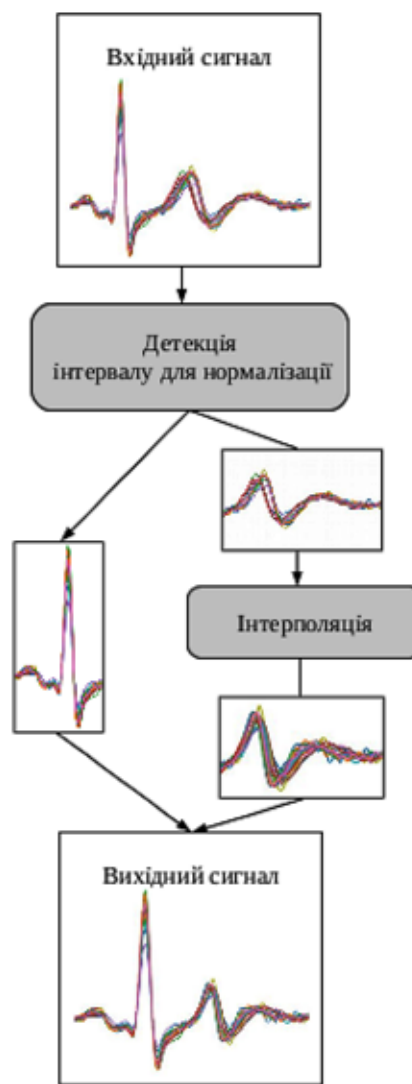 Вхідний сигнал
Детекція
інтервалу для нормалізації
Інтерполяція
Вихідний сигнал